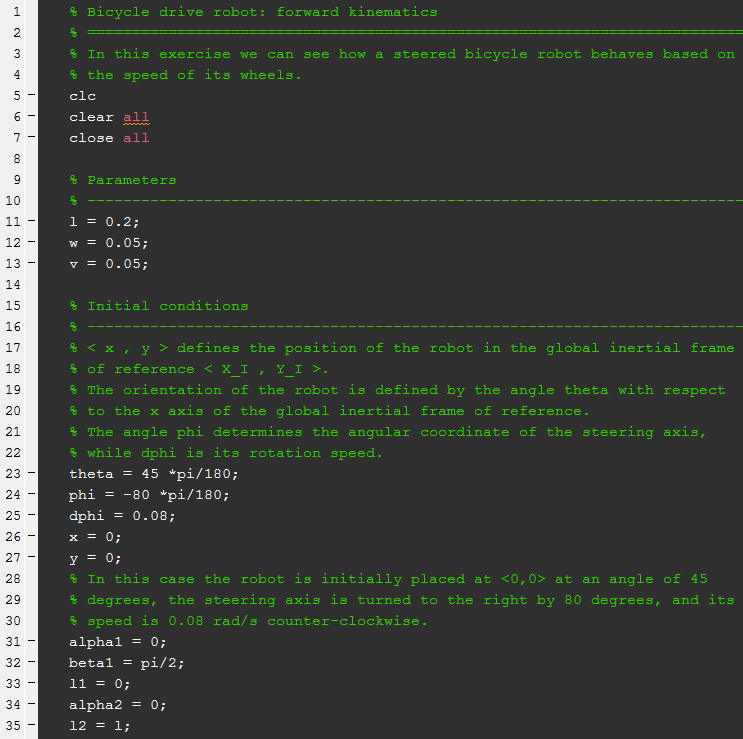 1 % Bicycle drive robot: forward kinematics
2 % =========================================================================
3 % In this exercise we can see how a steered bicycle robot behaves based on
4 % the speed of its wheels.
5 - clc
6 - clear all
7 - close all
8
9 % Parameters
10 % -------------------------------------------------------------------------
11 - l = 0.2;
12 - w = 0.05;
13 - v = 0.05;
14
15 % Initial conditions
16 % -------------------------------------------------------------------------
17 % < x , y > defines the position of the robot in the global inertial frame
18 % of reference < X_I , Y_I >.
19 % The orientation of the robot is defined by the angle theta with respect
20 % to the x axis of the global inertial frame of reference.
21 % The angle phi determines the angular coordinate of the steering axis,
22 % while dphi is its rotation speed.
23 - theta = 45 *pi/180;
24 - phi = -80 *pi/180;
25 - dphi = 0.08;
26 - x = 0;
27 - y = 0;
28 % In this case the robot is initially placed at <0,0> at an angle of 45
29 % degrees, the steering axis is turned to the right by 80 degrees, and its
30 % speed is 0.08 rad/s counter-clockwise.
31 - alpha1 = 0;
32 - beta1 = pi/2;
33 - l1 = 0;
34 - alpha2 = 0;
35 - l2 = l;